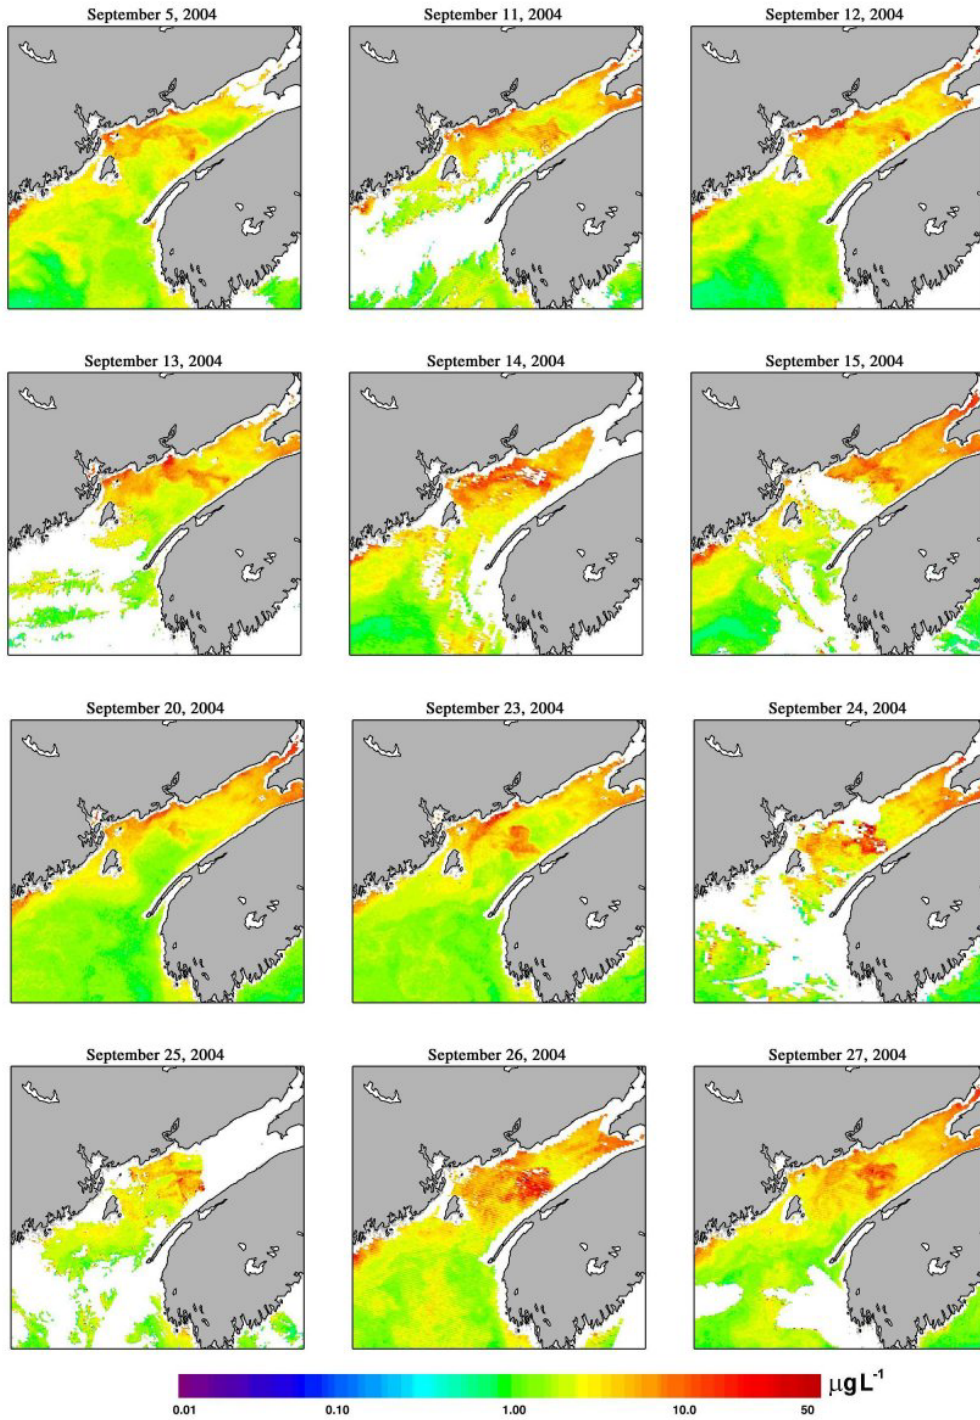 September 5, 2004
September 11, 2004
September 12, 2004
September 13, 2004
September 14, 2004
September 15, 2004
September 20, 2004
September 23, 2004
September 24, 2004
September 25, 2004
September 26, 2004
September 27, 2004
μgL⁻¹
0.01 0.10 1.00 10.0 50